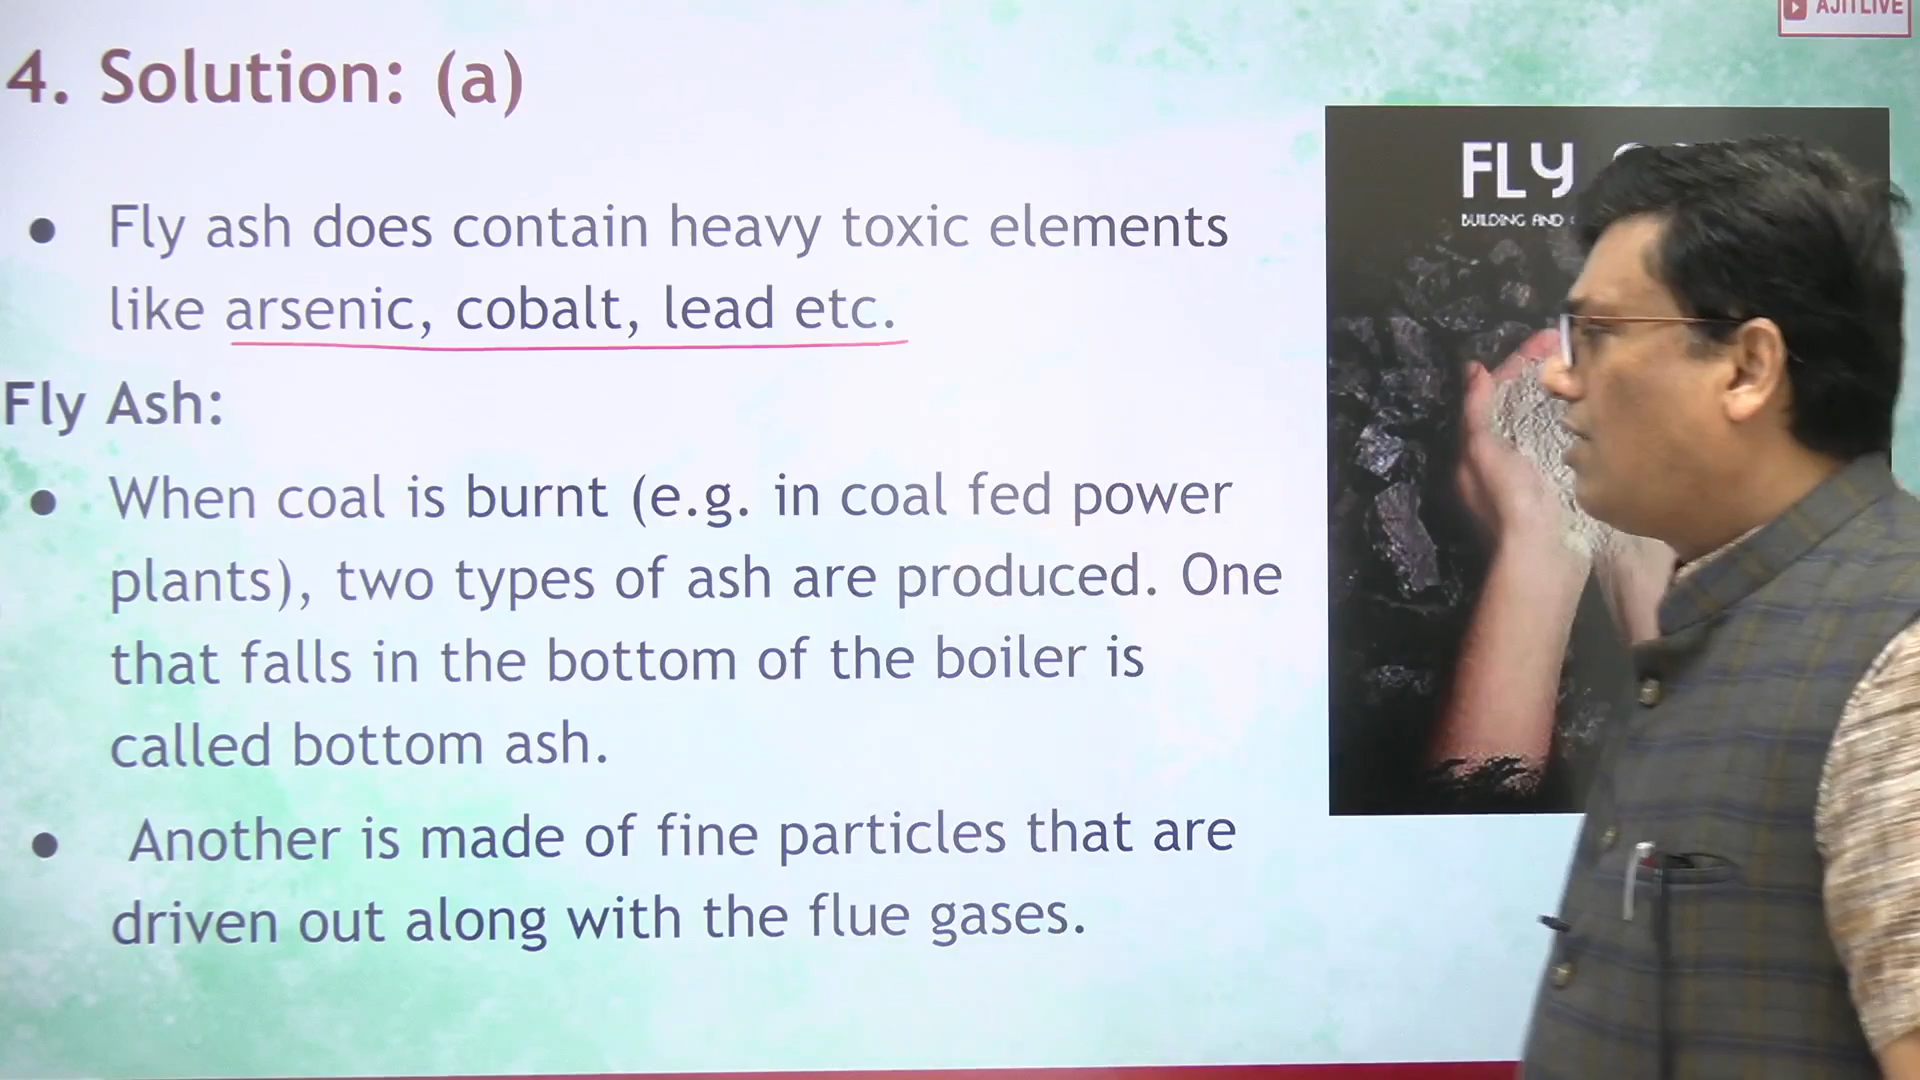 AJITLIVE
4. Solution: (a)
FLY
BUILDING AND
● Fly ash does contain heavy toxic elements
like arsenic, cobalt, lead etc.
Fly Ash:
● When coal is burnt (e.g. in coal fed power
plants), two types of ash are produced. One
that falls in the bottom of the boiler is
called bottom ash.
● Another is made of fine particles that are
driven out along with the flue gases.